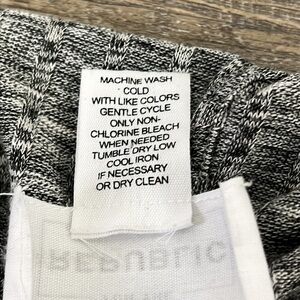 MACHINE WASH
COLD
WITH LIKE COLORS
GENTLE CYCLE
ONLY NON-
CHLORINE BLEACH
WHEN NEEDED
TUMBLE DRY LOW
COOL IRON
IF NECESSARY
OR DRY CLEAN
REPUBLIC